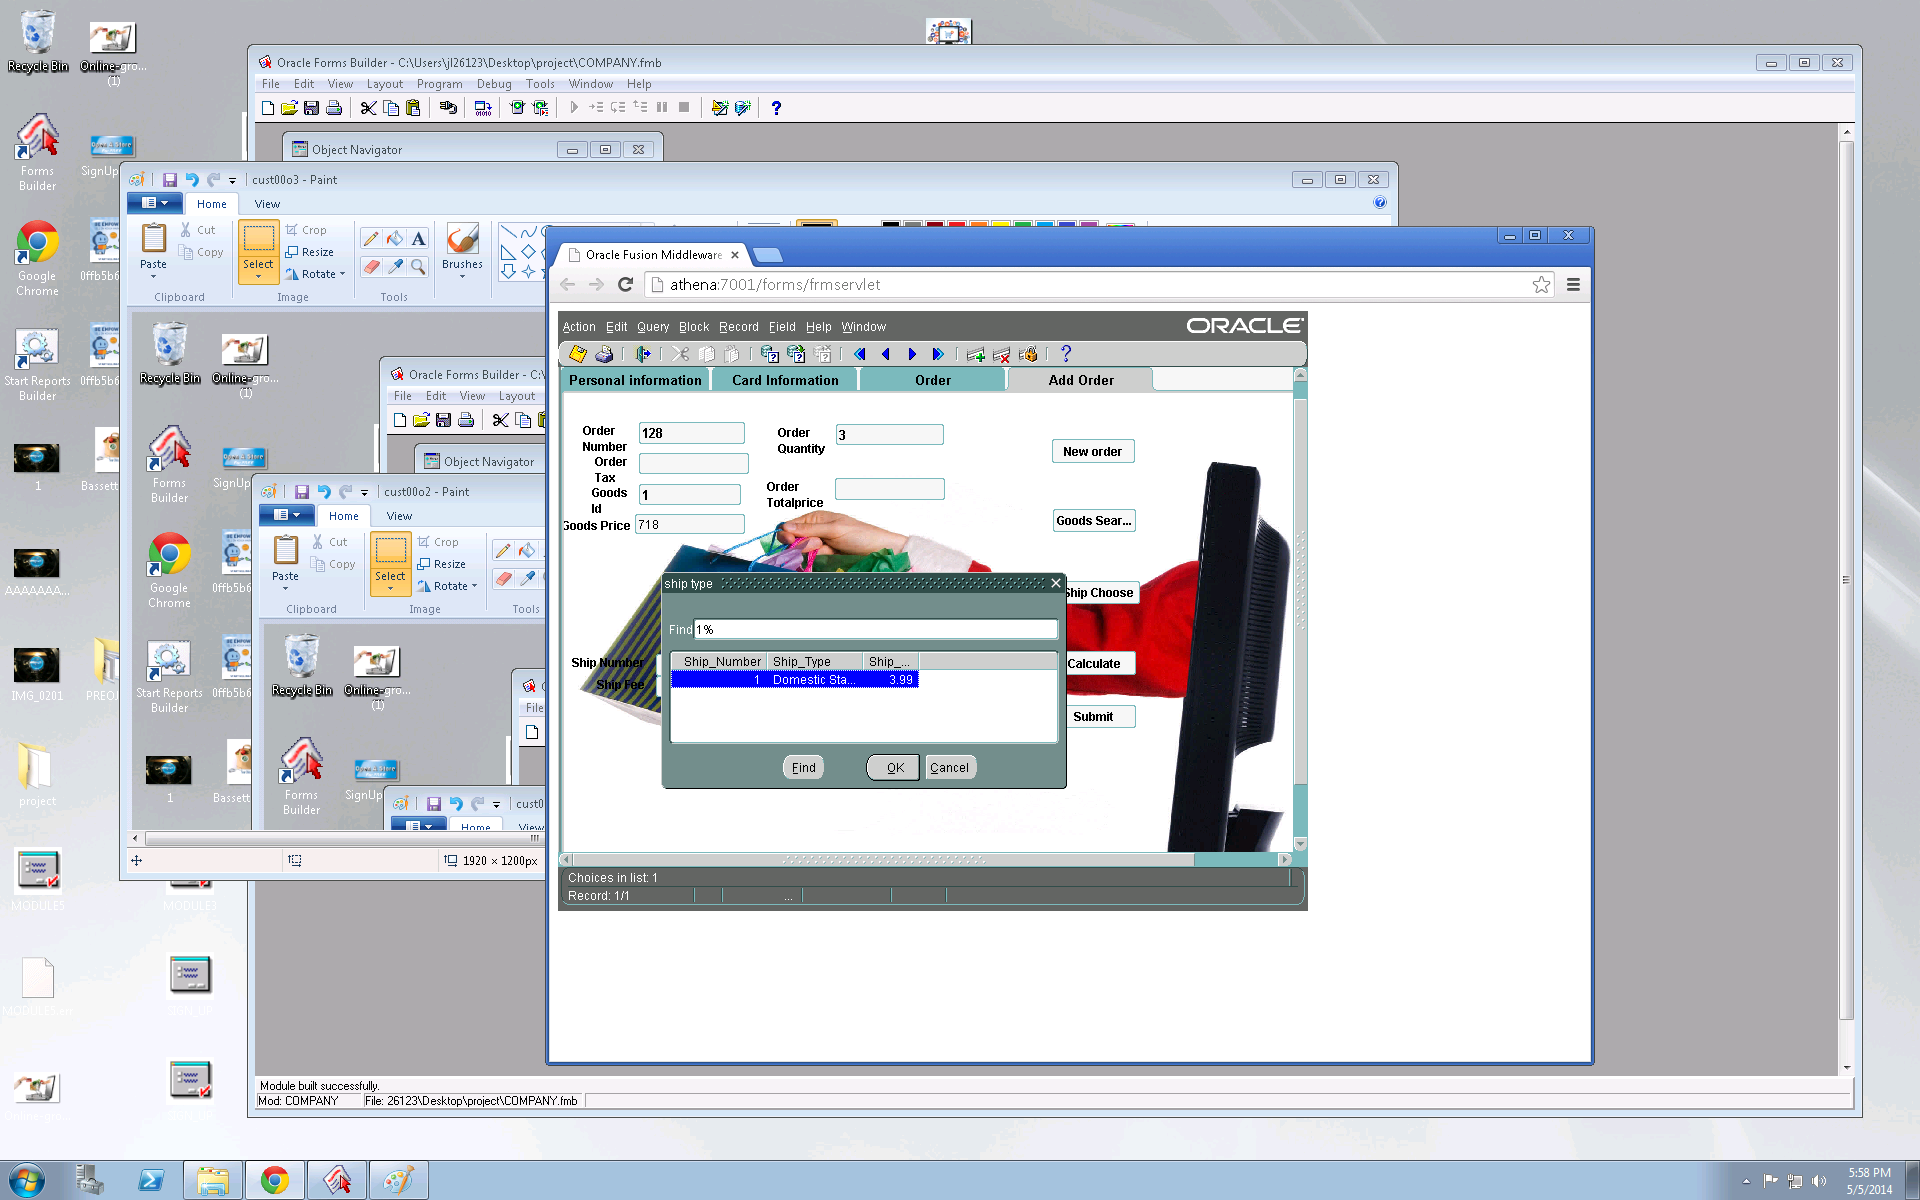 Recycle Bin
Online-gro... (1)
Forms Builder
SignUp
Google Chrome
0ffb5b6
Start Reports Builder
0ffb5b6
1
Bassett
AAAAAAA...
IMG_0201
PREOJ
project
MODULE5
MODULE3
MODULE5.err
SIGN_UP
Online-gro...
SIGN_UP
Oracle Forms Builder - C:\Users\jl26123\Desktop\project\COMPANY.fmb
File Edit View Layout Program Debug Tools Window Help
Object Navigator
cust00o3 - Paint
Home View
Paste
Cut
Copy
Clipboard
Select
Crop
Resize
Rotate
Image
Tools
Brushes
Recycle Bin
Online-gro... (1)
Forms Builder
SignUp
Google Chrome
0ffb5b6
Start Reports Builder
0ffb5b6
1
Bassett
Oracle Forms Builder - C:\
File Edit View Layout
Object Navigator
cust00o2 - Paint
Home View
Paste
Cut
Copy
Clipboard
Select
Crop
Resize
Rotate
Image
Tools
Recycle Bin
Online-gro... (1)
Forms Builder
SignUp
File
cust0
Home View
1920 × 1200px
Oracle Fusion Middleware
athena:7001/forms/frmservlet
Action Edit Query Block Record Field Help Window
ORACLE
Personal information Card Information Order Add Order
Order Number 128
Order Quantity 3
New order
Order Tax
Goods Id 1
Order Totalprice
Goods Price 718
Goods Sear...
Ship Choose
Ship Number
Ship Fee
Calculate
Submit
ship type
Find 1%
Ship_Number Ship_Type Ship_...
1 Domestic Sta... 3.99
Find OK Cancel
Choices in list: 1
Record: 1/1 ...
Module built successfully.
Mod: COMPANY File: 26123\Desktop\project\COMPANY.fmb
5:58 PM
5/5/2014